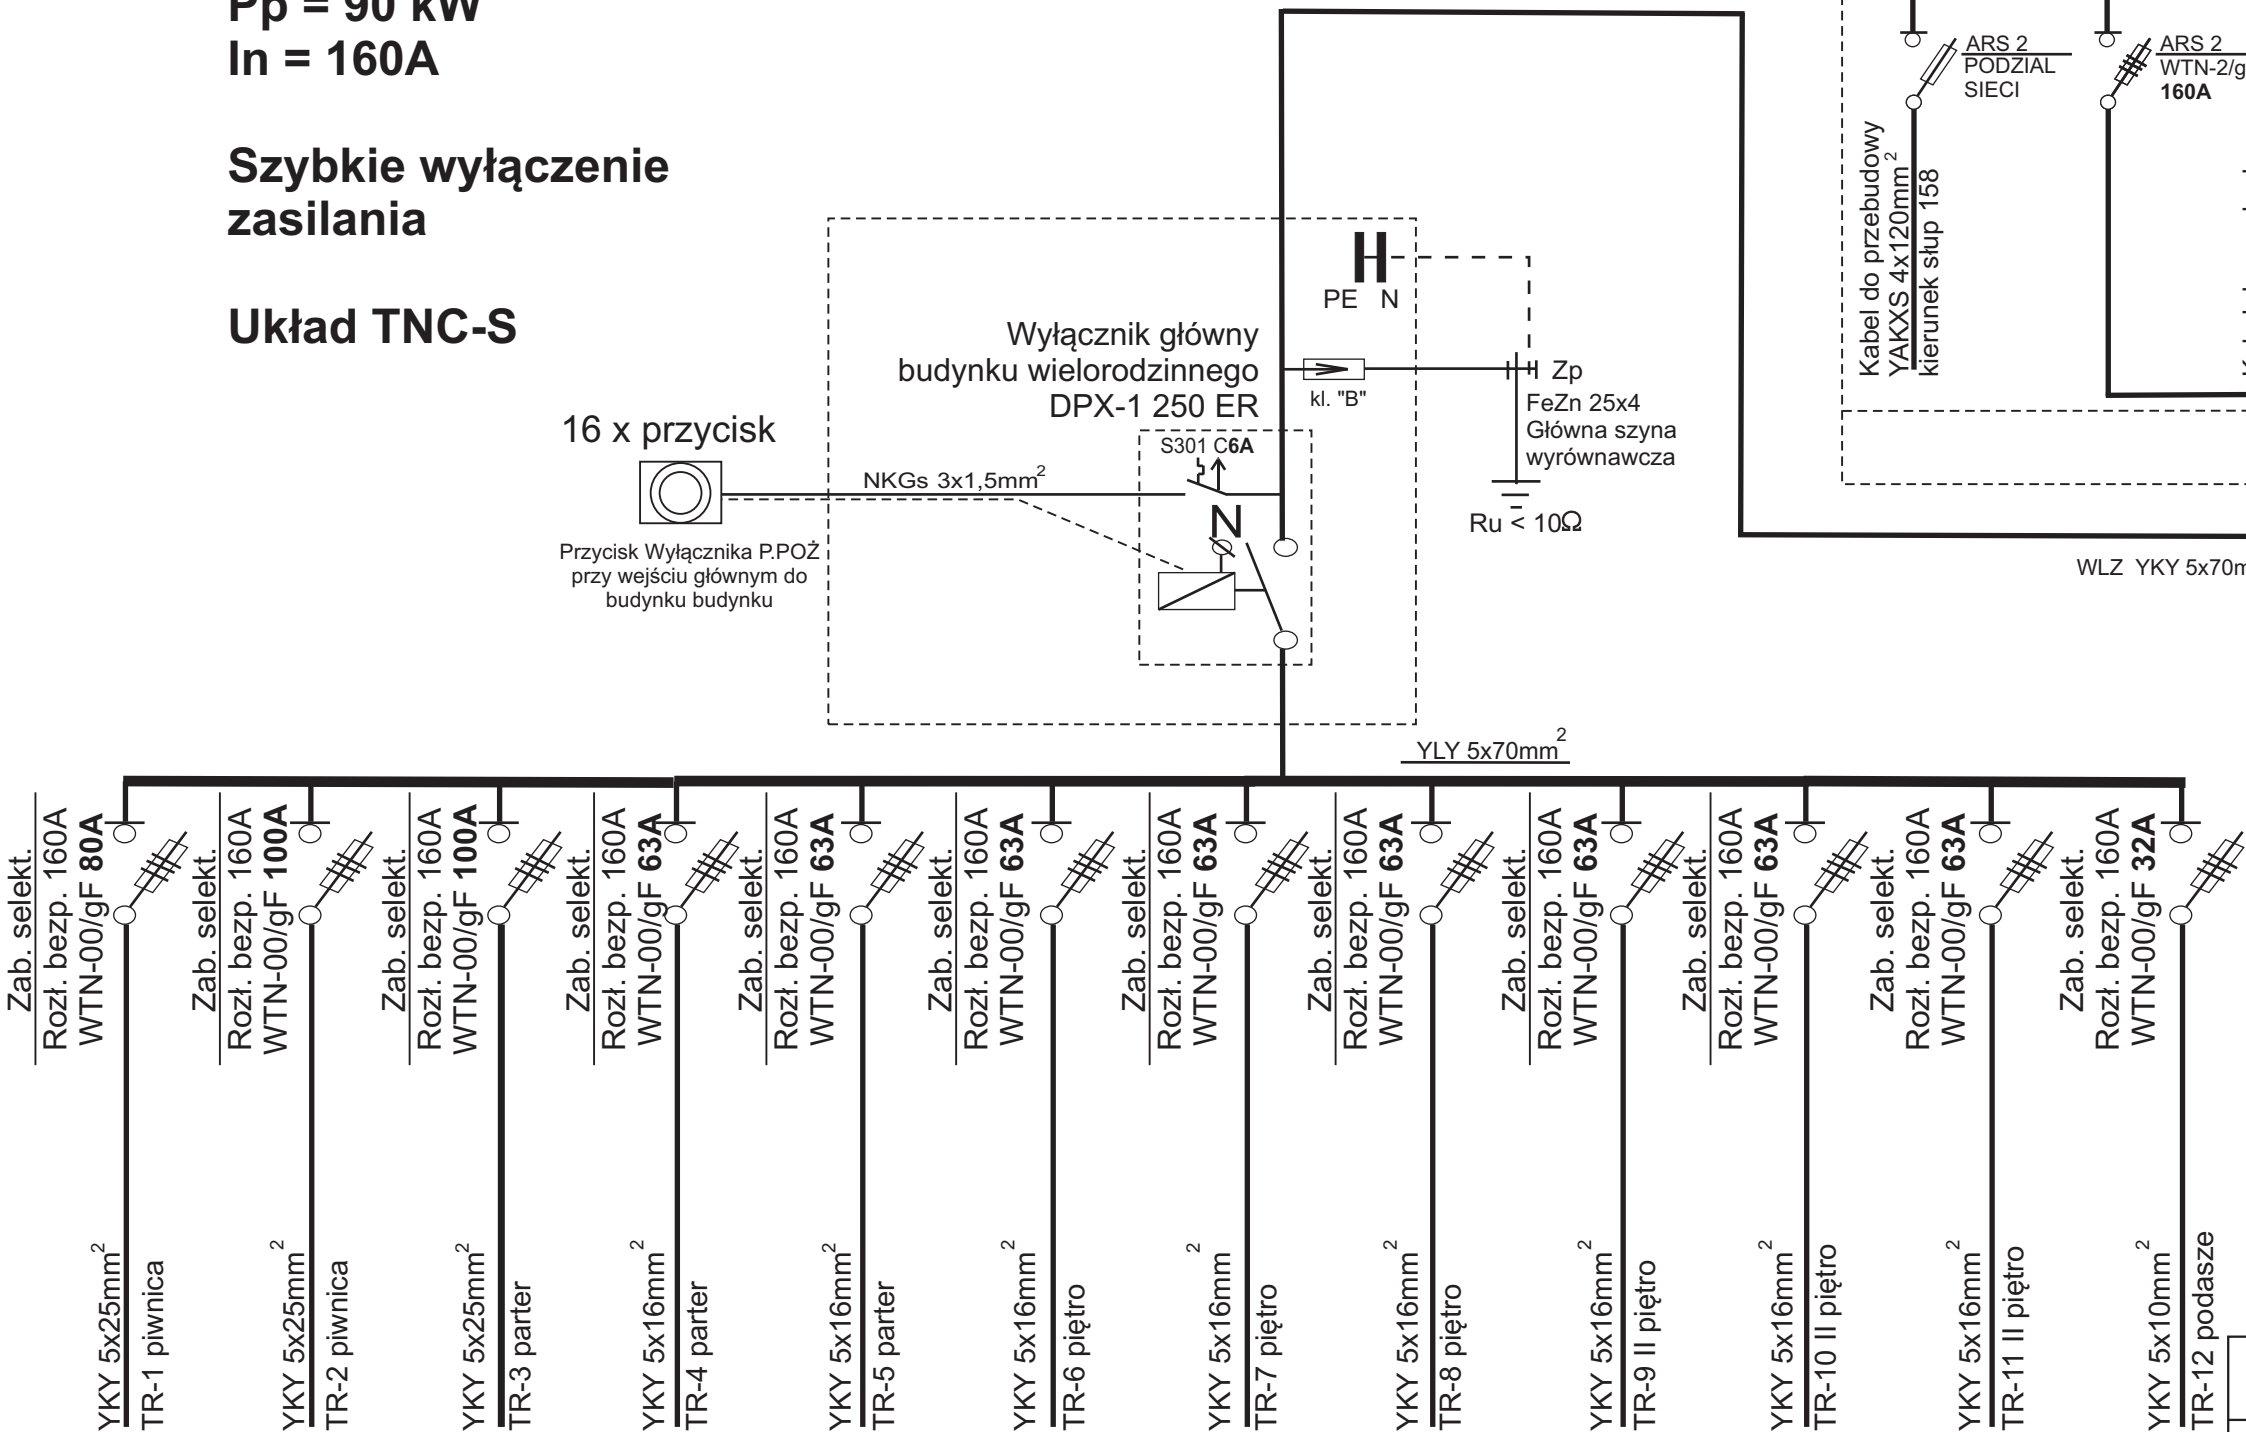 Pp = 90 kW
In = 160A
Szybkie wyłączenie
zasilania
Układ TNC-S
ARS 2
PODZIAL
SIECI
ARS 2
WTN-2/g
160A
Kabel do przebudowy
YAKXS 4x120mm2
kierunek słup 158
PE N
Wyłącznik główny
budynku wielorodzinnego
DPX-1 250 ER
kl. "B"
Zp
FeZn 25x4
Główna szyna
wyrównawcza
Ru < 10Ω
16 x przycisk
NKGs 3x1,5mm2
S301 C6A
N
Przycisk Wyłącznika P.POŻ
przy wejściu głównym do
budynku budynku
WLZ YKY 5x70m
YLY 5x70mm2
Zab. selekt.
Rozł. bezp. 160A
WTN-00/gF 80A
YKY 5x25mm2
TR-1 piwnica
Zab. selekt.
Rozł. bezp. 160A
WTN-00/gF 100A
YKY 5x25mm2
TR-2 piwnica
Zab. selekt.
Rozł. bezp. 160A
WTN-00/gF 100A
YKY 5x25mm2
TR-3 parter
Zab. selekt.
Rozł. bezp. 160A
WTN-00/gF 63A
YKY 5x16mm2
TR-4 parter
Zab. selekt.
Rozł. bezp. 160A
WTN-00/gF 63A
YKY 5x16mm2
TR-5 parter
Zab. selekt.
Rozł. bezp. 160A
WTN-00/gF 63A
YKY 5x16mm2
TR-6 piętro
Zab. selekt.
Rozł. bezp. 160A
WTN-00/gF 63A
YKY 5x16mm2
TR-7 piętro
Zab. selekt.
Rozł. bezp. 160A
WTN-00/gF 63A
YKY 5x16mm2
TR-8 piętro
Zab. selekt.
Rozł. bezp. 160A
WTN-00/gF 63A
YKY 5x16mm2
TR-9 II piętro
Zab. selekt.
Rozł. bezp. 160A
WTN-00/gF 63A
YKY 5x16mm2
TR-10 II piętro
Zab. selekt.
Rozł. bezp. 160A
WTN-00/gF 63A
YKY 5x16mm2
TR-11 II piętro
Zab. selekt.
Rozł. bezp. 160A
WTN-00/gF 32A
YKY 5x10mm2
TR-12 podasze